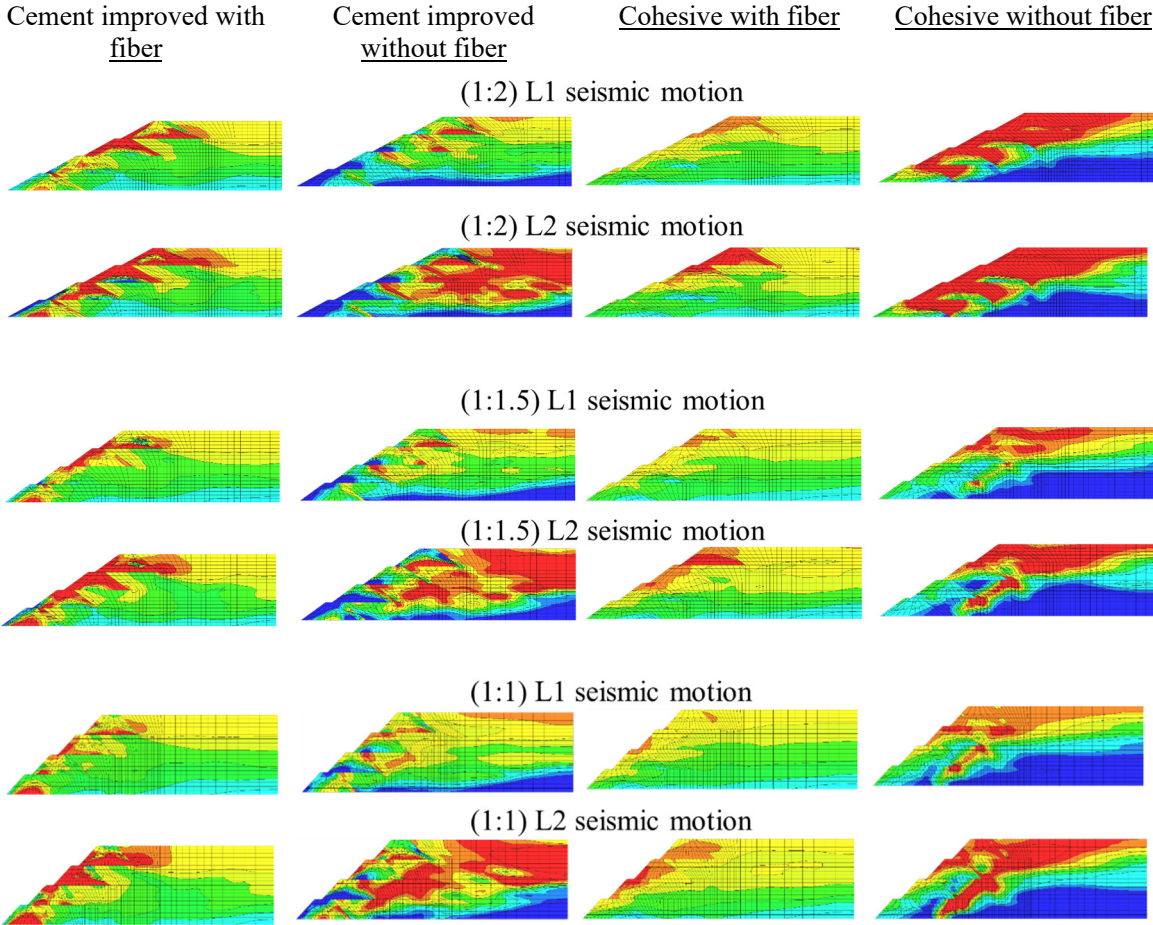 Cement improved with
fiber
Cement improved
without fiber
Cohesive with fiber
Cohesive without fiber
(1:2) L1 seismic motion
(1:2) L2 seismic motion
(1:1.5) L1 seismic motion
(1:1.5) L2 seismic motion
(1:1) L1 seismic motion
(1:1) L2 seismic motion